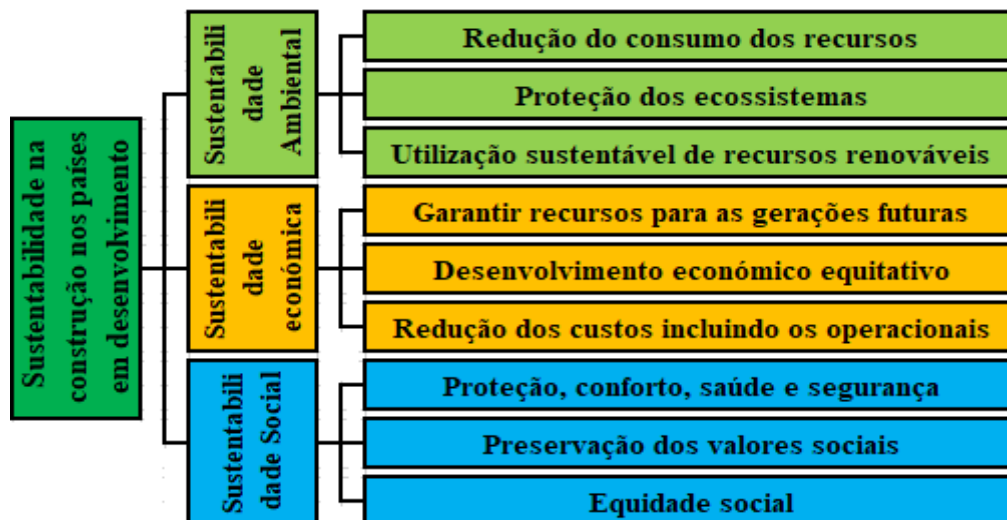 Sustentabilidade na
construção nos países
em desenvolvimento
Sustentabili
dade
Ambiental
Redução do consumo dos recursos
Proteção dos ecossistemas
Utilização sustentável de recursos renováveis
Sustentabili
dade
económica
Garantir recursos para as gerações futuras
Desenvolvimento económico equitativo
Redução dos custos incluindo os operacionais
Sustentabili
dade Social
Proteção, conforto, saúde e segurança
Preservação dos valores sociais
Equidade social